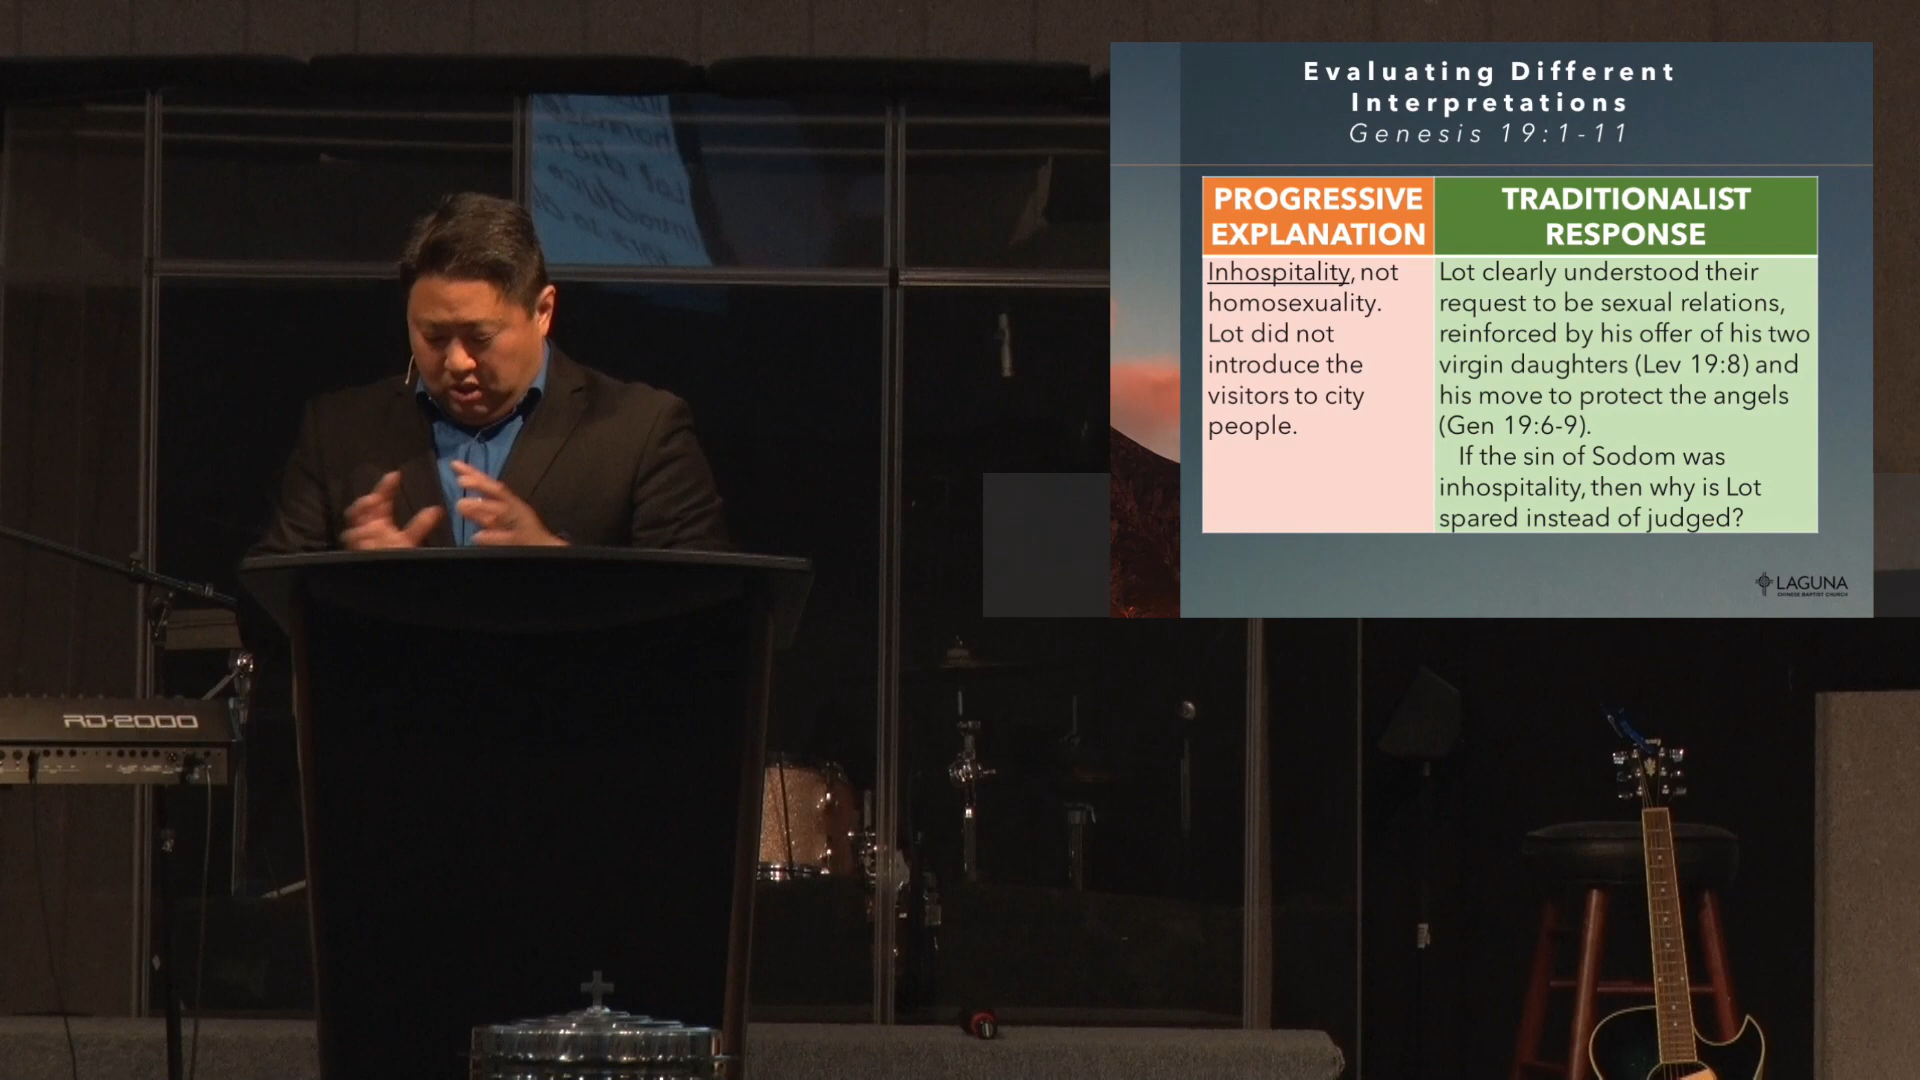 Evaluating Different
Interpretations
Genesis 19:1-11
PROGRESSIVE
EXPLANATION
TRADITIONALIST
RESPONSE
Inhospitality, not
homosexuality.
Lot did not
introduce the
visitors to city
people.
Lot clearly understood their
request to be sexual relations,
reinforced by his offer of his two
virgin daughters (Lev 19:8) and
his move to protect the angels
(Gen 19:6-9).
If the sin of Sodom was
inhospitality, then why is Lot
spared instead of judged?
LAGUNA
CHINESE BAPTIST CHURCH
RD-2000